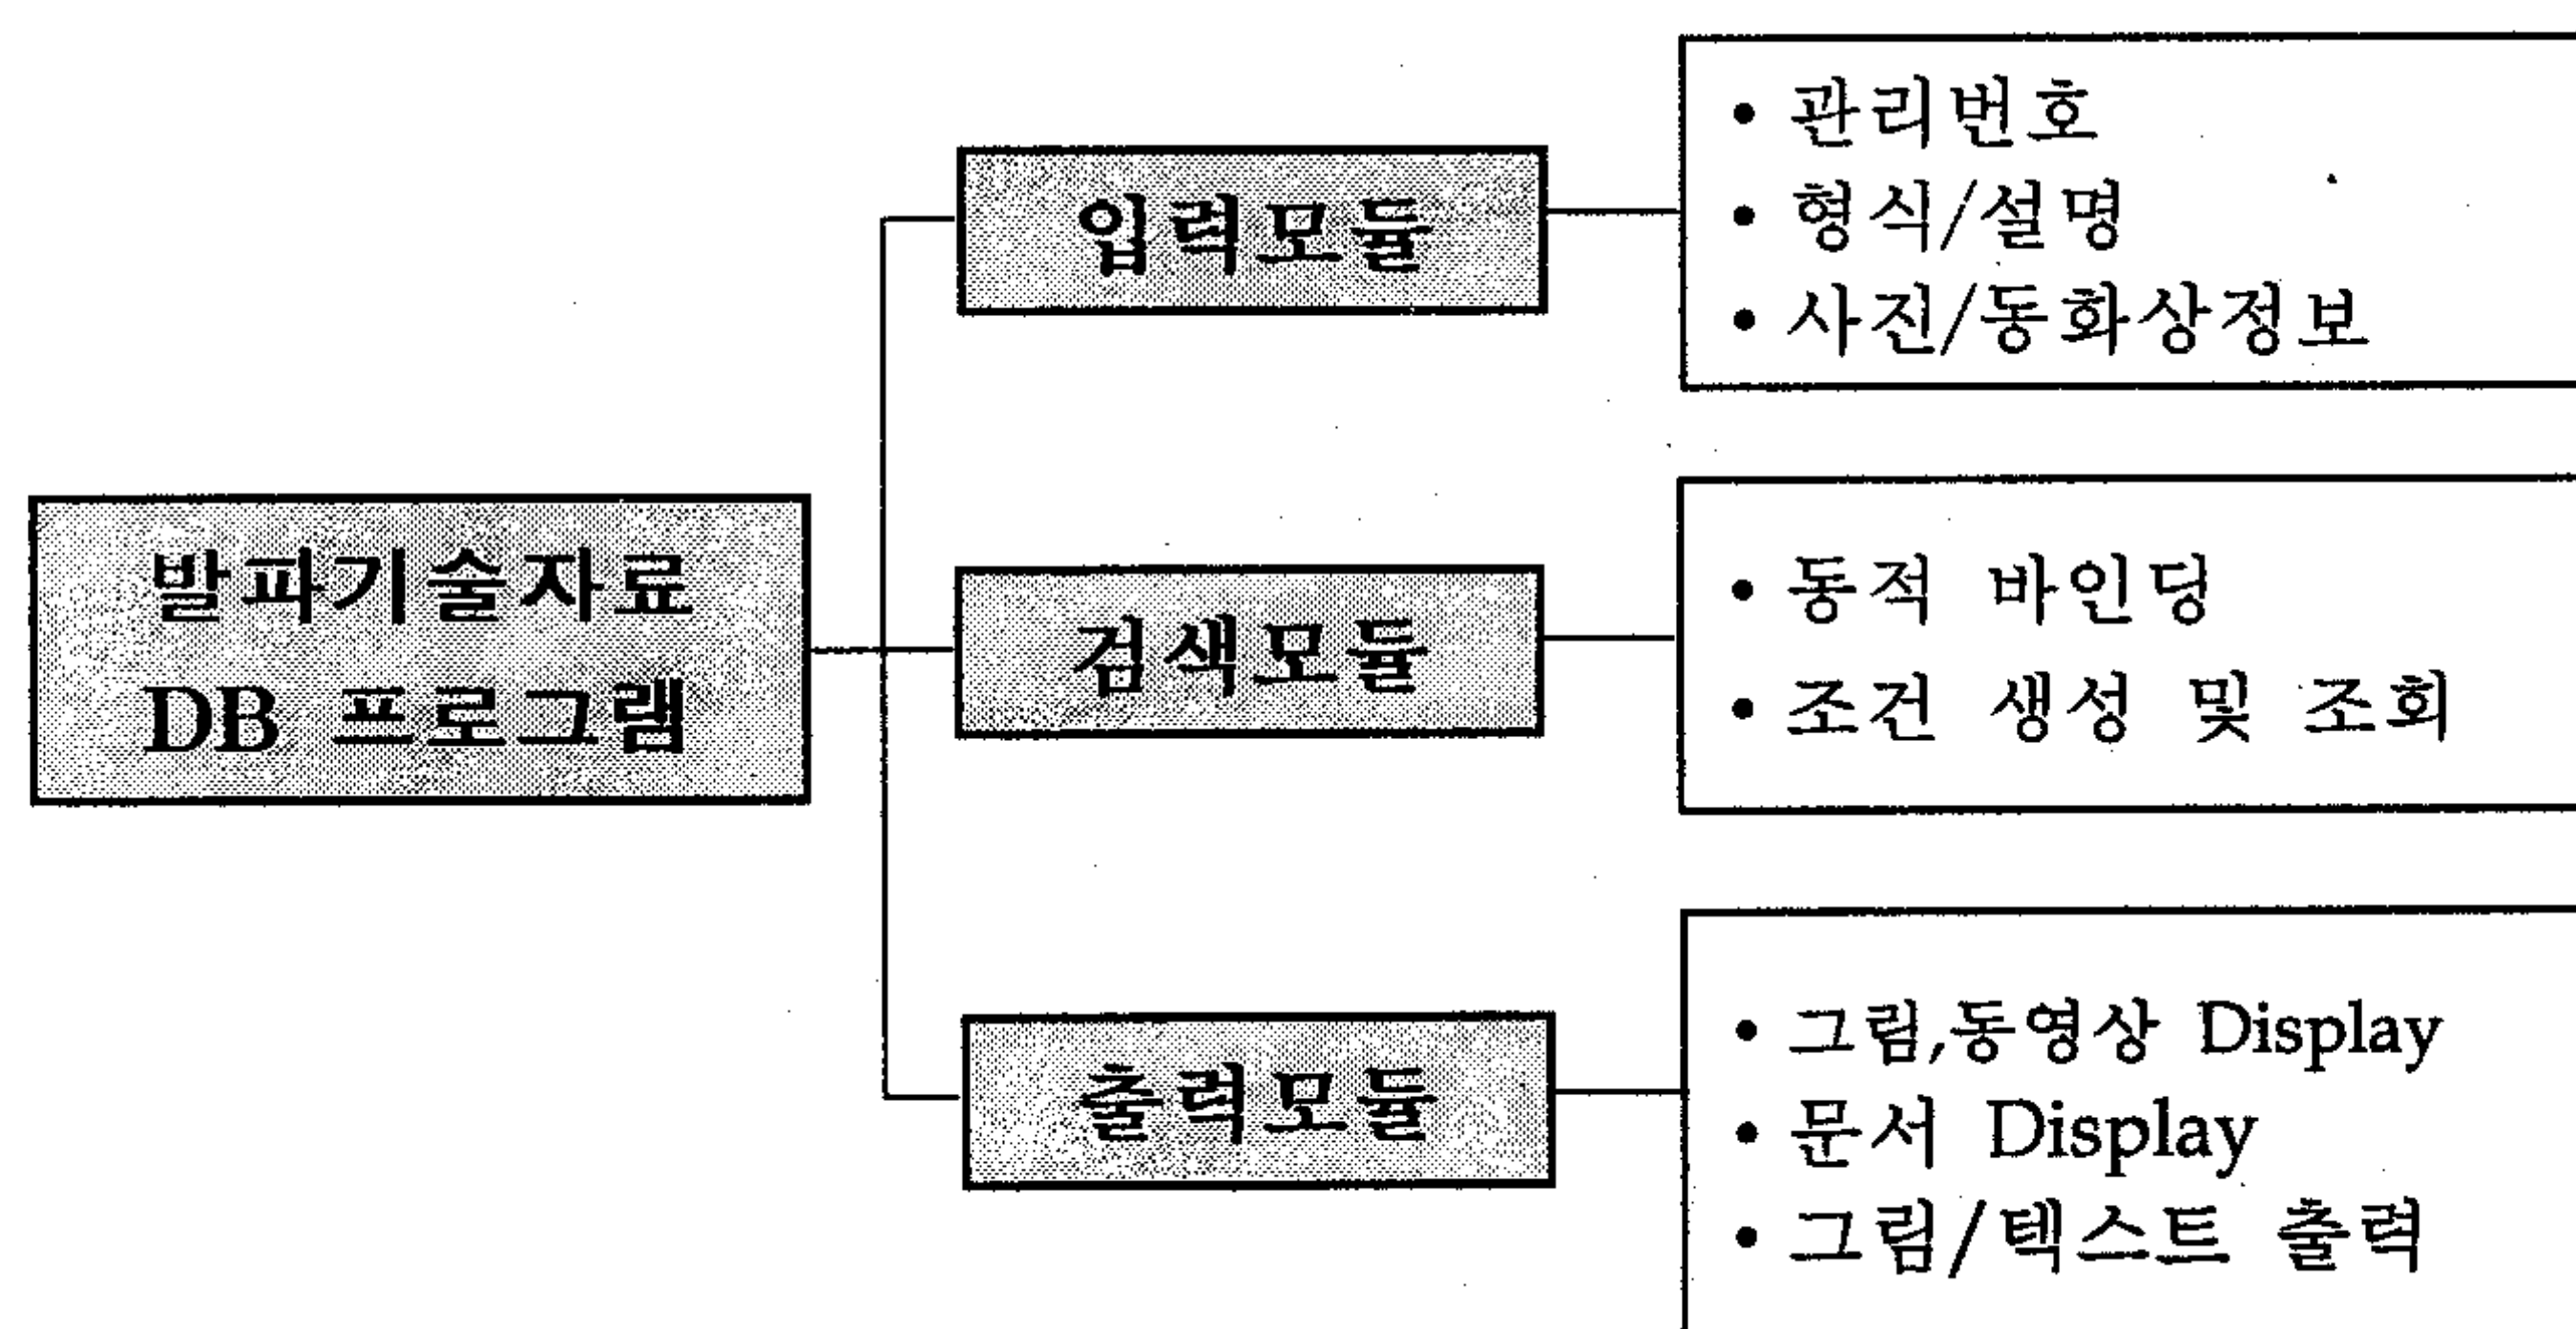 발파기술자료
DB 프로그램
입력모듈
• 관리번호
• 형식/설명
• 사진/동화상정보
검색모듈
• 동적 바인딩
• 조건 생성 및 조회
출력모듈
• 그림,동영상 Display
• 문서 Display
• 그림/텍스트 출력